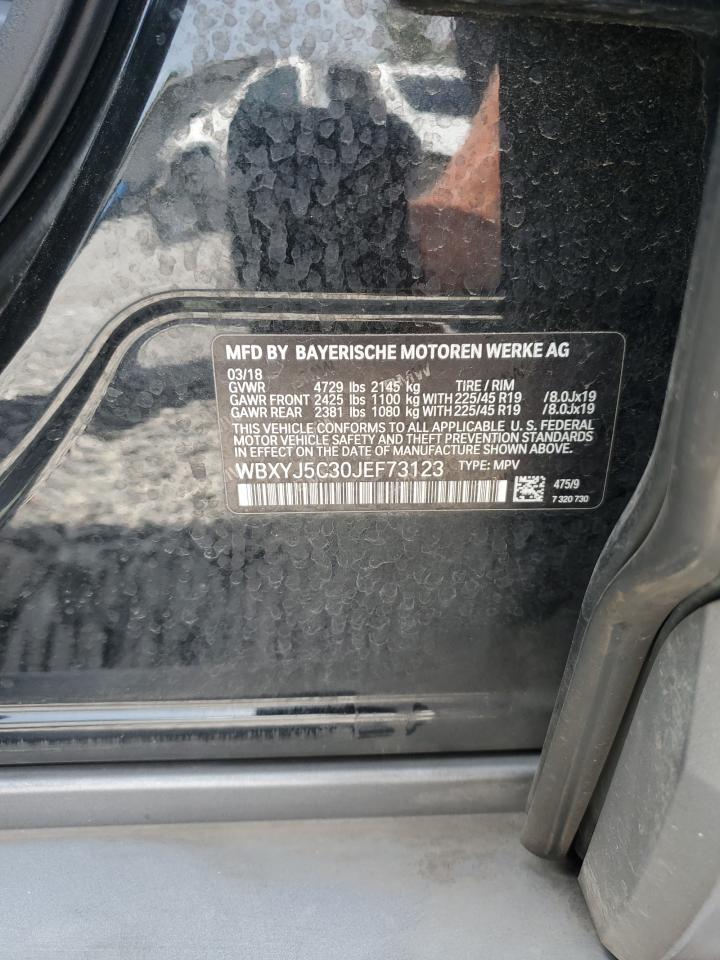 MFD BY BAYERISCHE MOTOREN WERKE AG
03/18
GVWR 4729 lbs 2145 kg TIRE / RIM
GAWR FRONT 2425 lbs 1100 kg WITH 225/45 R19 /8.0Jx19
GAWR REAR 2381 lbs 1080 kg WITH 225/45 R19 /8.0Jx19
THIS VEHICLE CONFORMS TO ALL APPLICABLE U. S. FEDERAL
MOTOR VEHICLE SAFETY AND THEFT PREVENTION STANDARDS
IN EFFECT ON THE DATE OF MANUFACTURE SHOWN ABOVE.
WBXYJ5C30JEF73123 TYPE: MPV
475/9
7 320 730